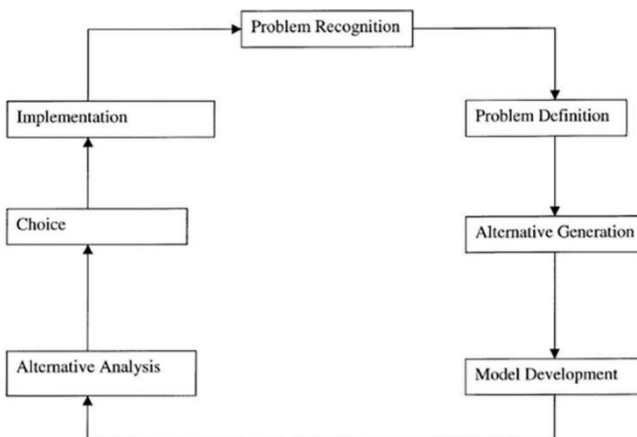 Problem Recognition
Implementation
Problem Definition
Choice
Alternative Generation
Alternative Analysis
Model Development